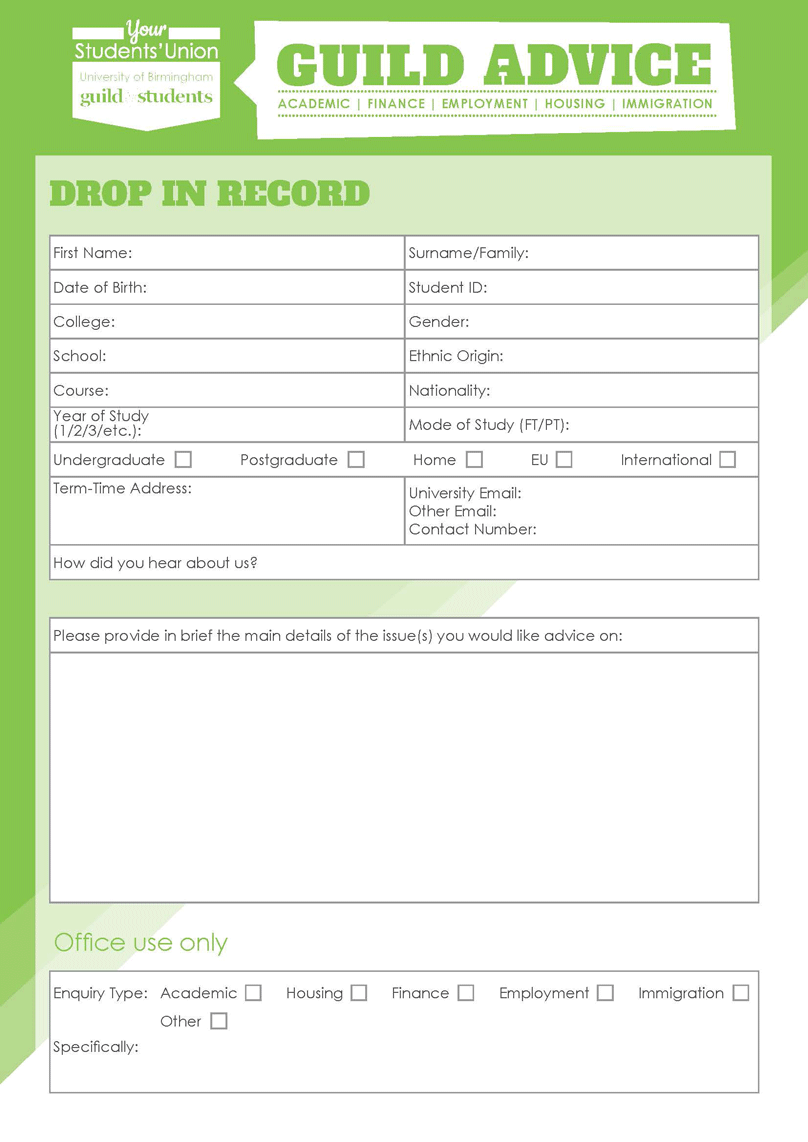 Your
Students' Union
University of Birmingham
guild of students
GUILD ADVICE
ACADEMIC | FINANCE | EMPLOYMENT | HOUSING | IMMIGRATION
DROP IN RECORD
First Name: Surname/Family:
Date of Birth: Student ID:
College: Gender:
School: Ethnic Origin:
Course: Nationality:
Year of Study
(1/2/3/etc.): Mode of Study (FT/PT):
Undergraduate Postgraduate Home EU International
Term-Time Address:
University Email:
Other Email:
Contact Number:
How did you hear about us?
Please provide in brief the main details of the issue(s) you would like advice on:
Office use only
Enquiry Type: Academic Housing Finance Employment Immigration
Other
Specifically: